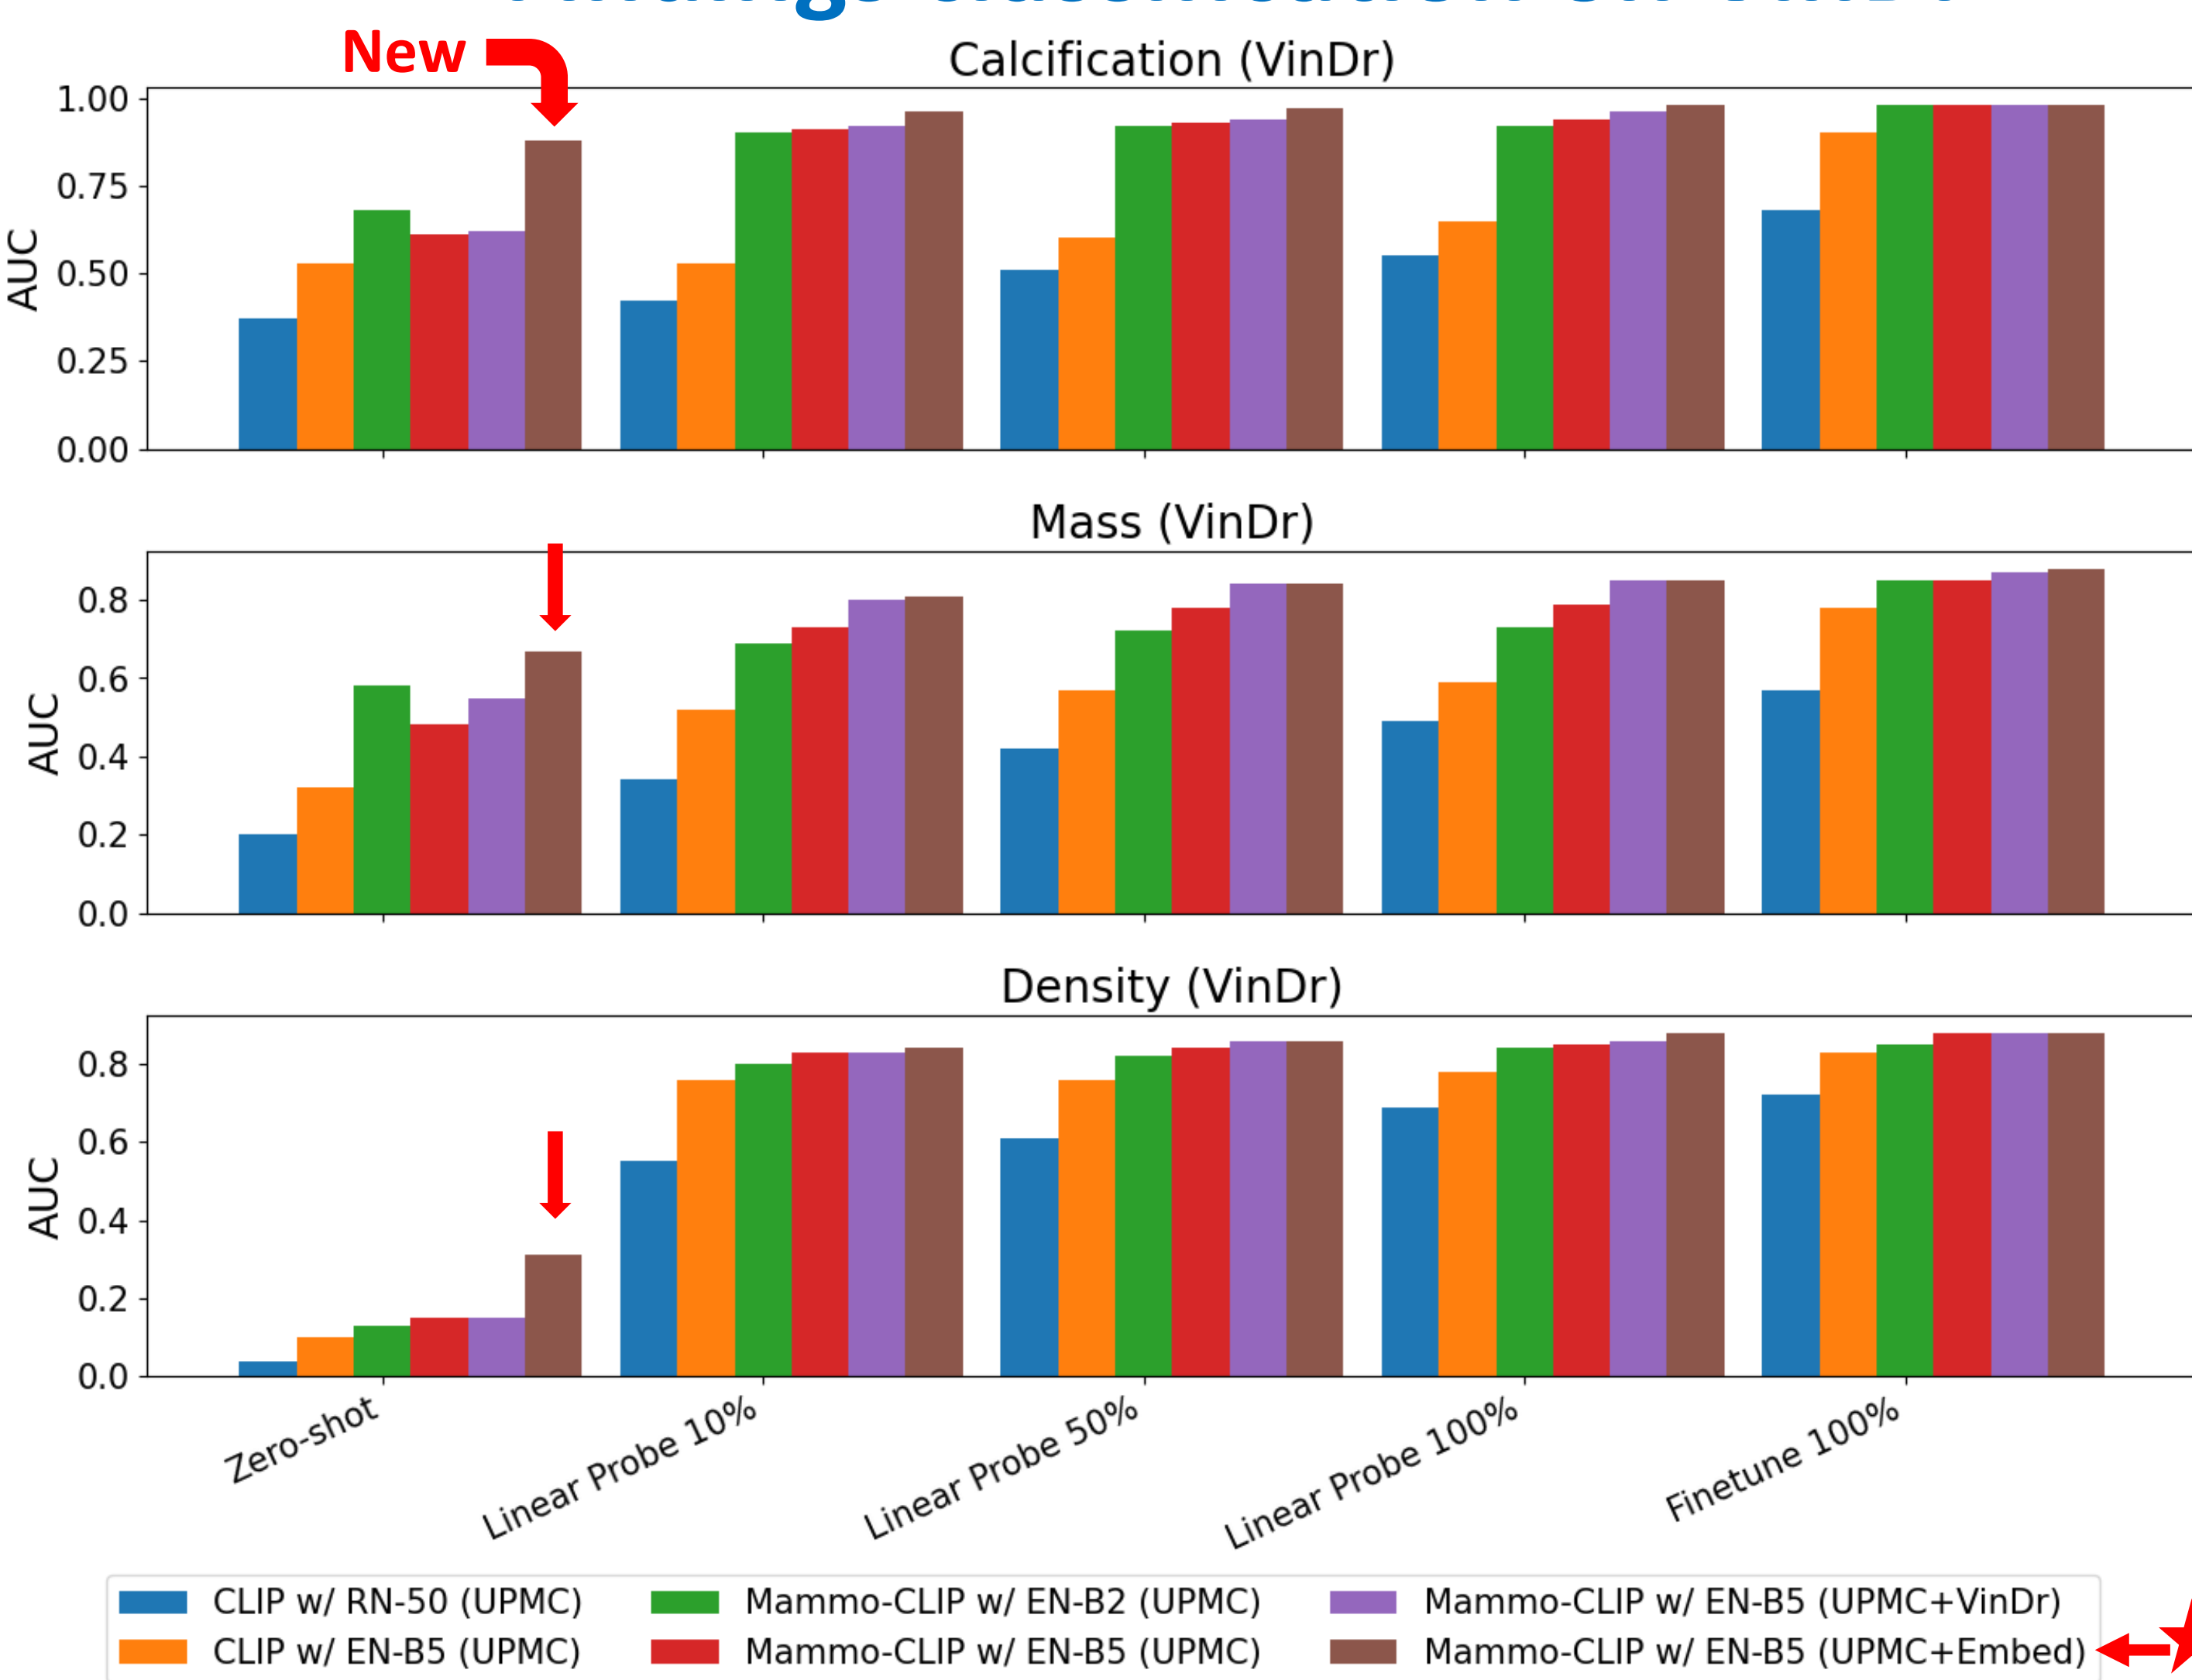 New
Calcification (VinDr)
1.00
0.75
0.50
0.25
0.00
AUC
Mass (VinDr)
0.8
0.6
0.4
0.2
0.0
AUC
Density (VinDr)
0.8
0.6
0.4
0.2
0.0
AUC
Zero-shot
Linear Probe 10%
Linear Probe 50%
Linear Probe 100%
Finetune 100%
CLIP w/ RN-50 (UPMC)
CLIP w/ EN-B5 (UPMC)
Mammo-CLIP w/ EN-B2 (UPMC)
Mammo-CLIP w/ EN-B5 (UPMC)
Mammo-CLIP w/ EN-B5 (UPMC+VinDr)
Mammo-CLIP w/ EN-B5 (UPMC+Embed)